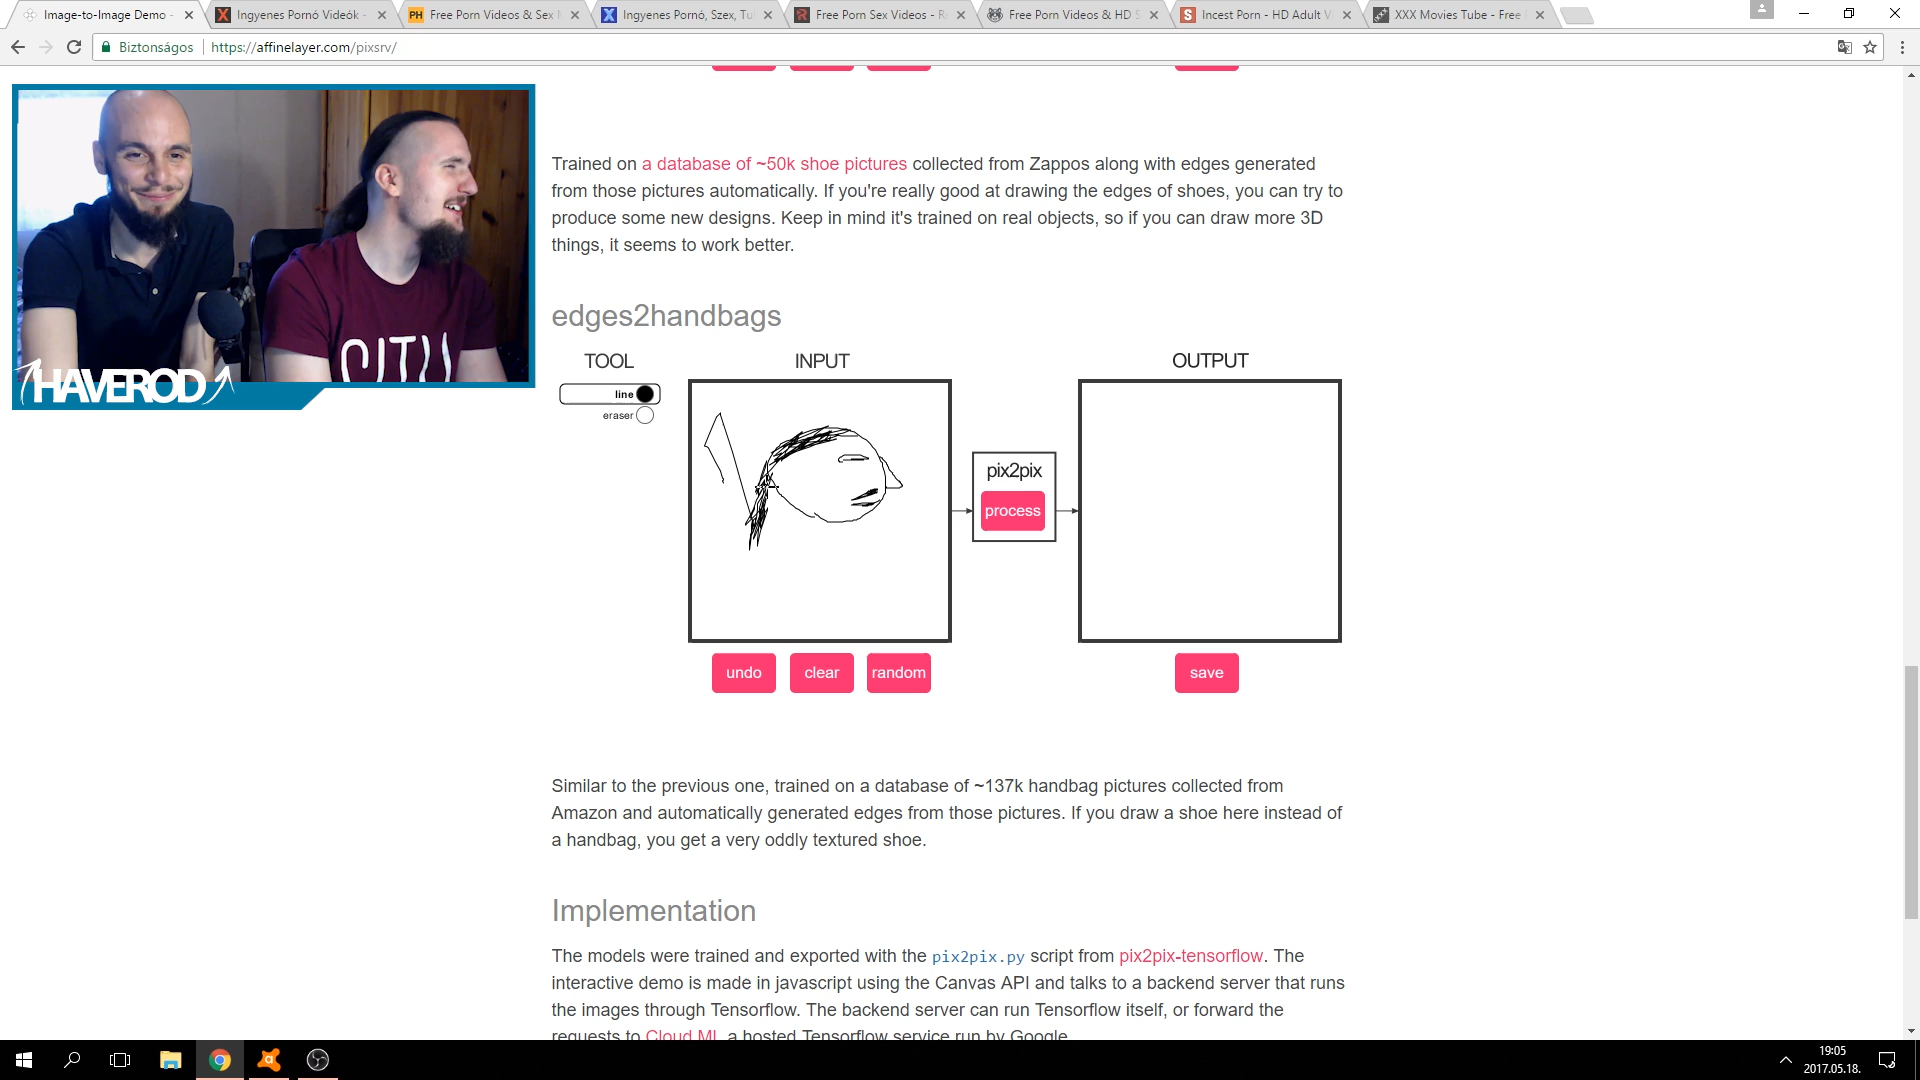 Image-to-Image Demo -
Ingyenes Pornó Videók -
PH Free Porn Videos & Sex
Ingyenes Pornó, Szex, Tu
Free Porn Sex Videos - R
Free Porn Videos & HD S
S Incest Porn - HD Adult V
XXX Movies Tube - Free
Biztonságos
https://affinelayer.com/pixsrv/
HAVEROD
Trained on a database of ~50k shoe pictures collected from Zappos along with edges generated
from those pictures automatically. If you're really good at drawing the edges of shoes, you can try to
produce some new designs. Keep in mind it's trained on real objects, so if you can draw more 3D
things, it seems to work better.
edges2handbags
TOOL
INPUT
OUTPUT
line
eraser
pix2pix
process
undo
clear
random
save
Similar to the previous one, trained on a database of ~137k handbag pictures collected from
Amazon and automatically generated edges from those pictures. If you draw a shoe here instead of
a handbag, you get a very oddly textured shoe.
Implementation
The models were trained and exported with the pix2pix.py script from pix2pix-tensorflow. The
interactive demo is made in javascript using the Canvas API and talks to a backend server that runs
the images through Tensorflow. The backend server can run Tensorflow itself, or forward the
requests to Cloud ML, a hosted Tensorflow service run by Google.
19:05
2017.05.18.